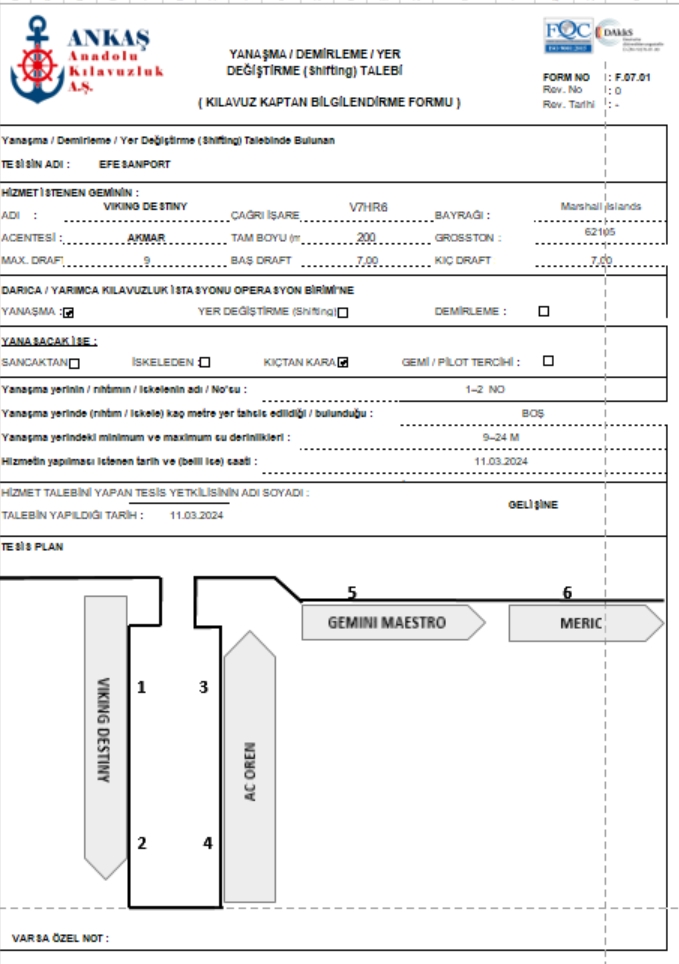 ANKAŞ
Anadolu
Kılavuzluk
A.Ş.
YANAŞMA / DEMİRLEME / YER
DEĞİŞTİRME (Shifting) TALEBİ
( KILAVUZ KAPTAN BİLGİLENDİRME FORMU )
FQC
DAkkS
FORM NO : F.07.01
Rev. No : 0
Rev. Tarihi : -
Yanaşma / Demirleme / Yer Değiştirme (Shifting) Talebinde Bulunan
TESİSİN ADI : EFESANPORT
HİZMET İSTENEN GEMİNİN :
ADI : VIKING DESTINY ÇAĞRI İŞARE V7HR6 BAYRAĞI : Marshall Islands
ACENTESİ : AKMAR TAM BOYU (m 200 GROSSTON : 62105
MAX. DRAFT 9 BAŞ DRAFT 7,00 KIÇ DRAFT 7,00
DARICA / YARIMCA KILAVUZLUK İSTASYONU OPERASYON BİRİMİ'NE
YANAŞMA : YER DEĞİŞTİRME (Shifting) DEMİRLEME :
YANAŞACAK İSE :
SANCAKTAN İSKELEDEN : KIÇTAN KARA GEMİ / PİLOT TERCİHİ :
Yanaşma yerinin / rıhtımın / iskelenin adı / No'su : 1–2 NO
Yanaşma yerinde (rıhtım / iskele) kaç metre yer tahsis edildiği / bulunduğu : BOŞ
Yanaşma yerindeki minimum ve maximum su derinlikleri : 9–24 M
Hizmetin yapılması istenen tarih ve (belli ise) saati : 11.03.2024
HİZMET TALEBİNİ YAPAN TESİS YETKİLİSİNİN ADI SOYADI :
GELİŞİNE
TALEBİN YAPILDIĞI TARİH : 11.03.2024
TESİS PLAN
5 6
GEMINI MAESTRO MERIC
1 3
VIKING DESTINY
AC OREN
2 4
VARSA ÖZEL NOT :